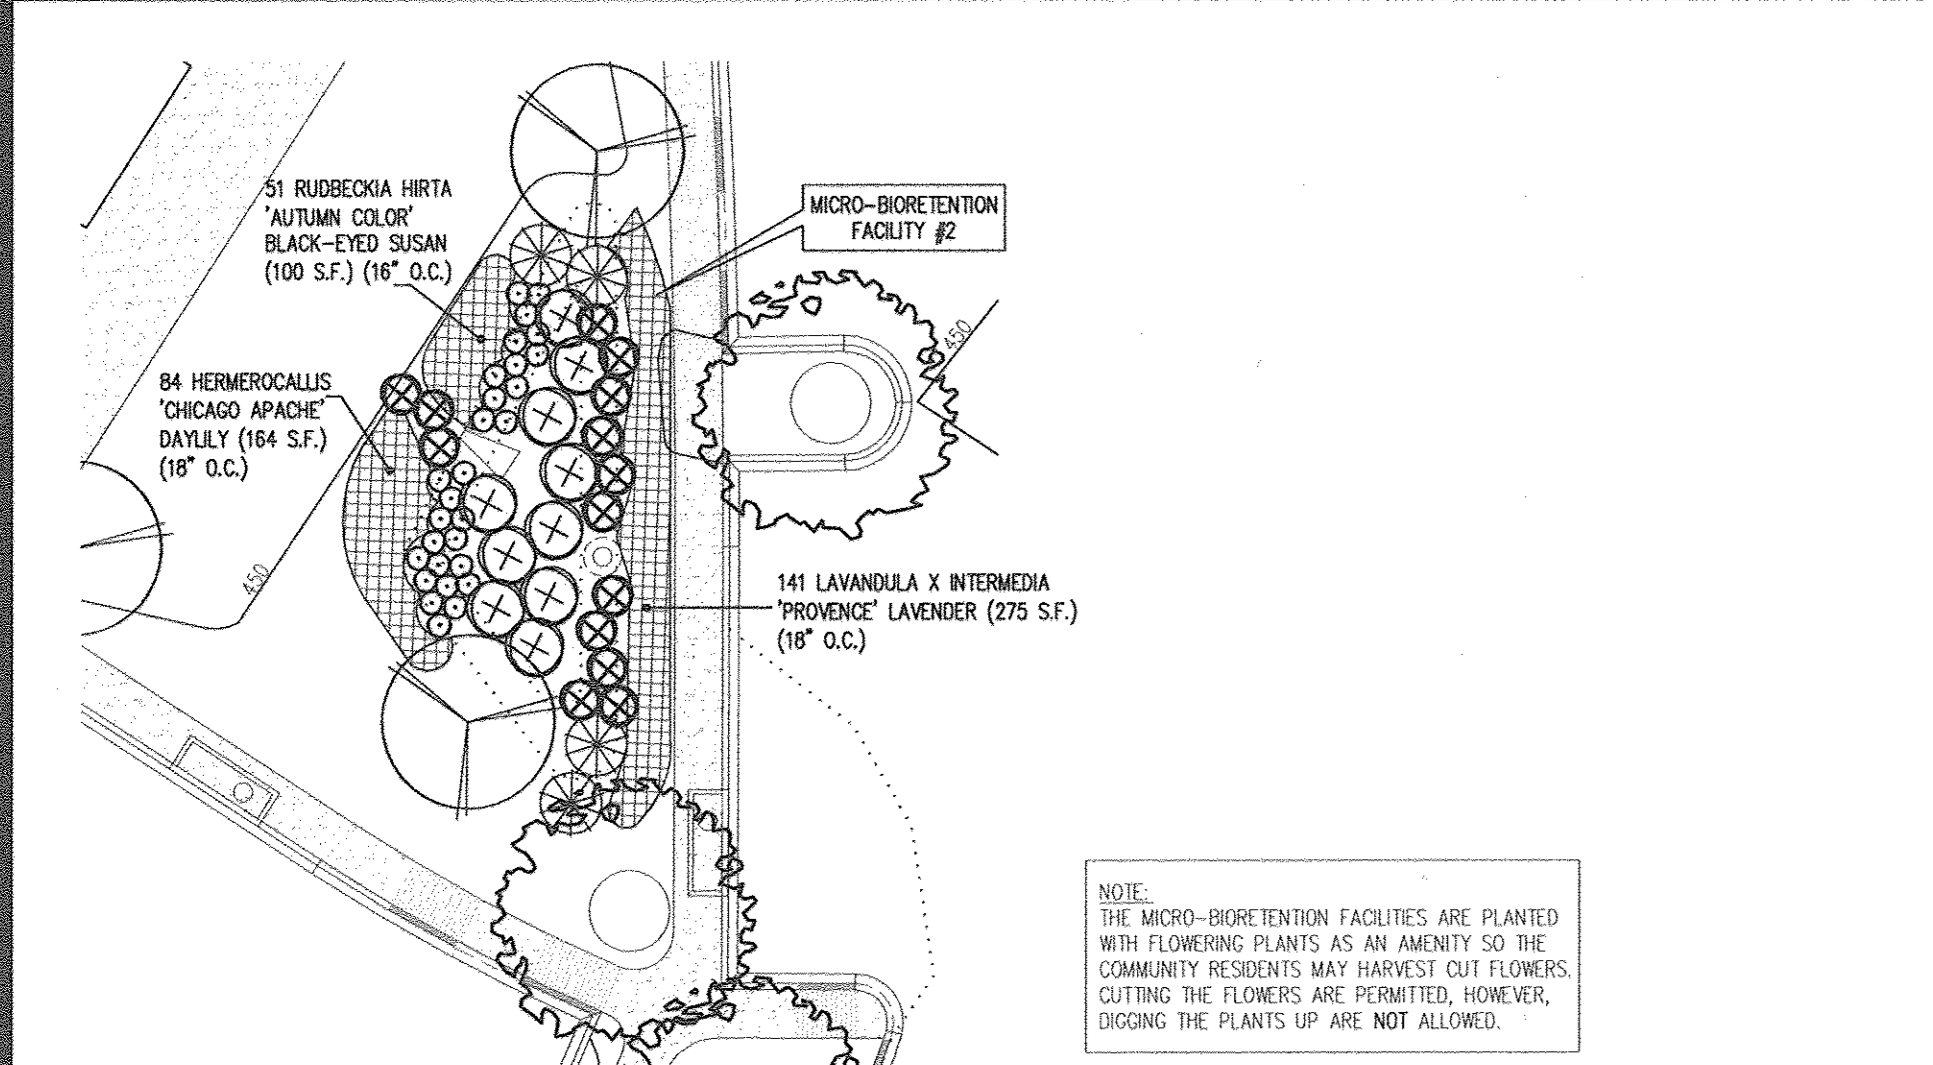 51 RUDBECKIA HIRTA
'AUTUMN COLOR'
BLACK-EYED SUSAN
(100 S.F.) (16" O.C.)
MICRO-BIORETENTION
FACILITY #2
450
84 HERMEROCALLIS
'CHICAGO APACHE'
DAYLILY (164 S.F.)
(18" O.C.)
450
141 LAVANDULA X INTERMEDIA
'PROVENCE' LAVENDER (275 S.F.)
(18" O.C.)
NOTE:
THE MICRO-BIORETENTION FACILITIES ARE PLANTED
WITH FLOWERING PLANTS AS AN AMENITY SO THE
COMMUNITY RESIDENTS MAY HARVEST CUT FLOWERS.
CUTTING THE FLOWERS ARE PERMITTED, HOWEVER,
DIGGING THE PLANTS UP ARE NOT ALLOWED.